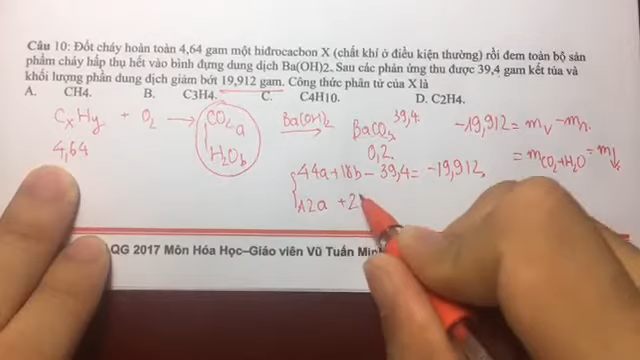 Câu 10: Đốt cháy hoàn toàn 4,64 gam một hiđrocacbon X (chất khí ở điều kiện thường) rồi đem toàn bộ sản
phẩm cháy hấp thụ hết vào bình đựng dung dịch Ba(OH)2. Sau các phản ứng thu được 39,4 gam kết tủa và
khối lượng phần dung dịch giảm bớt 19,912 gam. Công thức phân tử của X là
A. CH4. B. C3H4. C. C4H10. D. C2H4.
CxHy + O2 → CO2 a Ba(OH)2 → BaCO3 39,4 -19,912 = m
4,64 H2O b 0,2 = mCO2+H2O - m↓
44a + 18b - 39,4 = -19,912
12a + 2
QG 2017 Môn Hóa Học–Giáo viên Vũ Tuấn